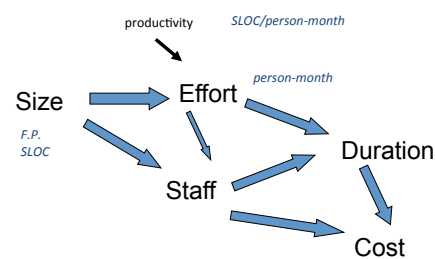 productivity
SLOC/person-month
Effort
person-month
Size
F.P.
SLOC
Duration
Staff
Cost